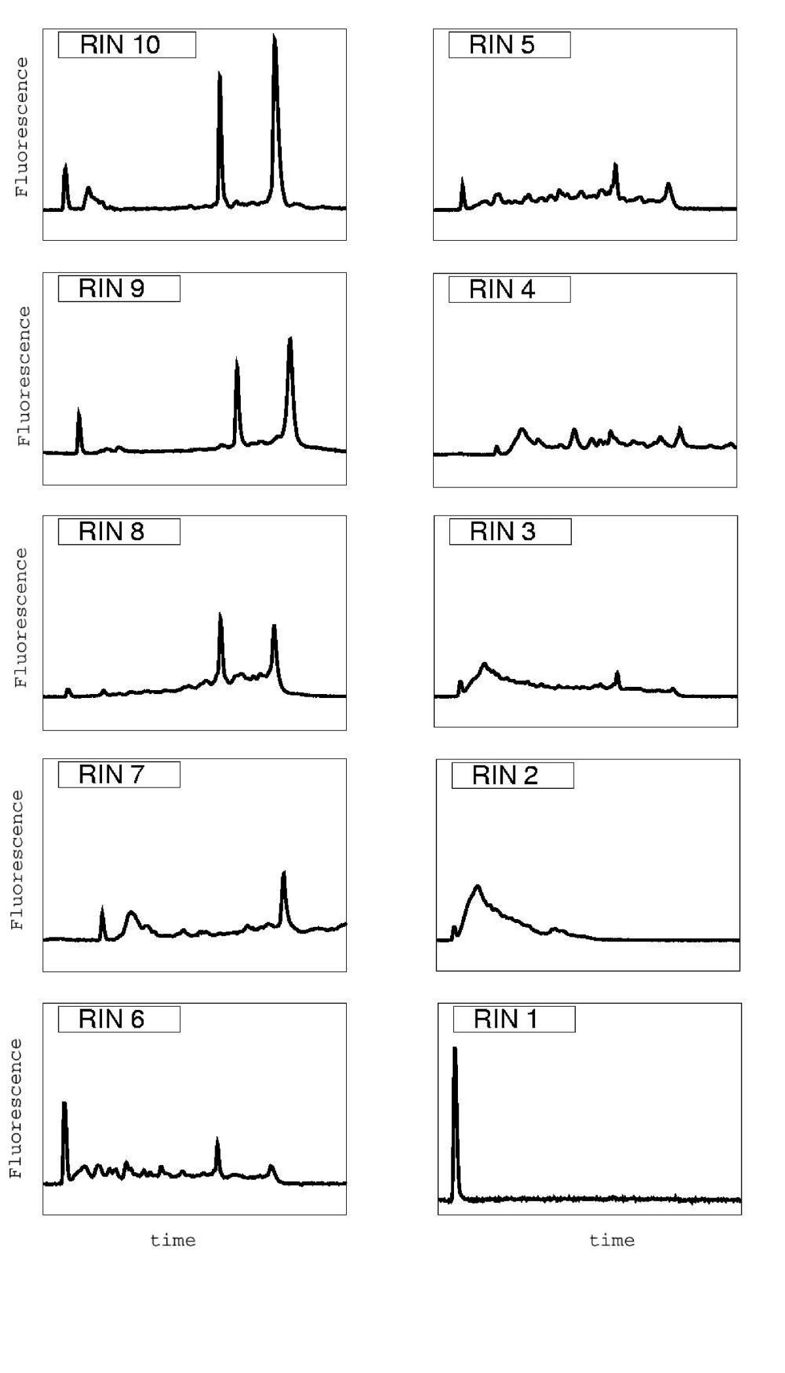 RIN 10
Fluorescence
RIN 5
RIN 9
Fluorescence
RIN 4
RIN 8
Fluorescence
RIN 3
RIN 7
Fluorescence
RIN 2
RIN 6
Fluorescence
RIN 1
time
time